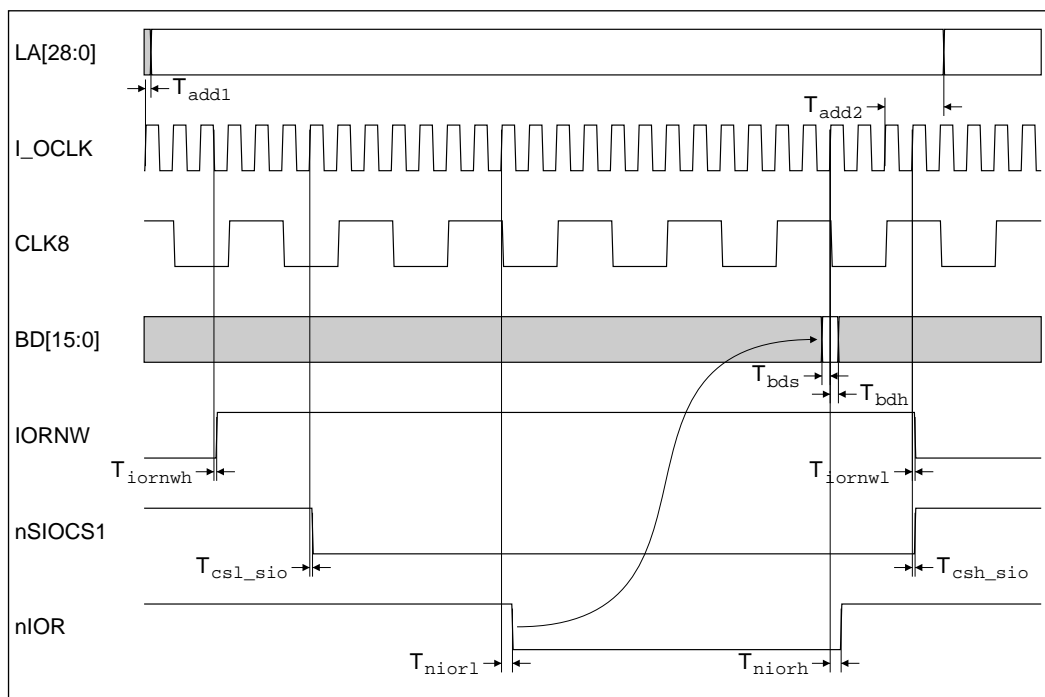 LA[28:0]
Tadd1
Tadd2
I_OCLK
CLK8
BD[15:0]
Tbds
Tbdh
IORNW
Tiornwh
Tiornwl
nSIOCS1
Tcsl_sio
Tcsh_sio
nIOR
Tniorl
Tniorh